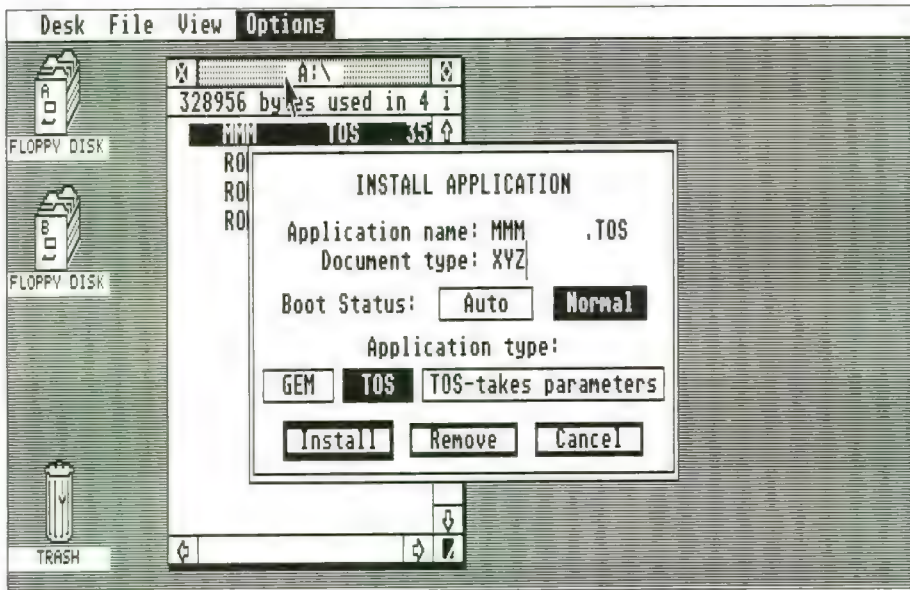 Desk File View Options
A:\
328956 bytes used in 4 i
MMM TOS 35
RO
RO
RO
A
FLOPPY DISK
B
FLOPPY DISK
TRASH
INSTALL APPLICATION
Application name: MMM .TOS
Document type: XYZ
Boot Status: Auto Normal
Application type:
GEM TOS TOS-takes parameters
Install Remove Cancel